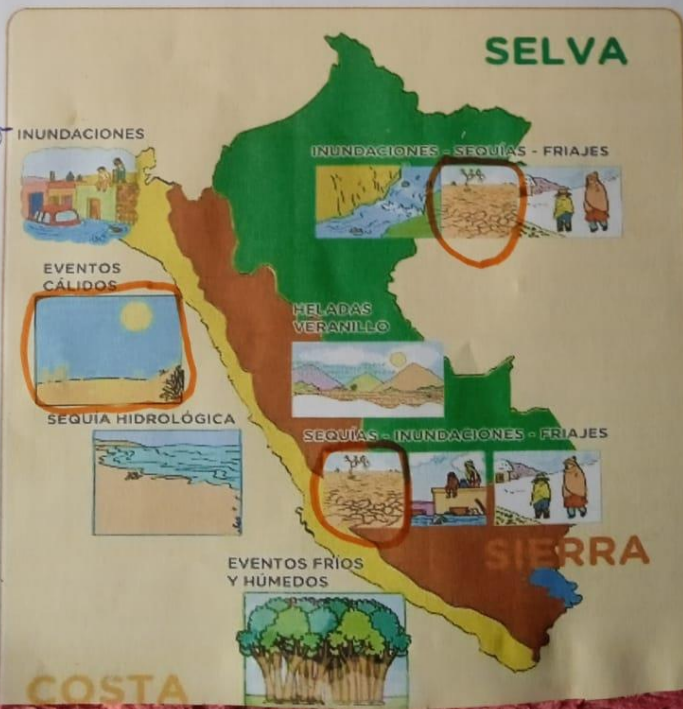 SELVA
INUNDACIONES
INUNDACIONES - SEQUÍAS - FRIAJES
EVENTOS
CÁLIDOS
HELADAS
VERANILLO
SEQUÍA HIDROLÓGICA
SEQUÍAS - INUNDACIONES - FRIAJES
SIERRA
EVENTOS FRÍOS
Y HÚMEDOS
COSTA